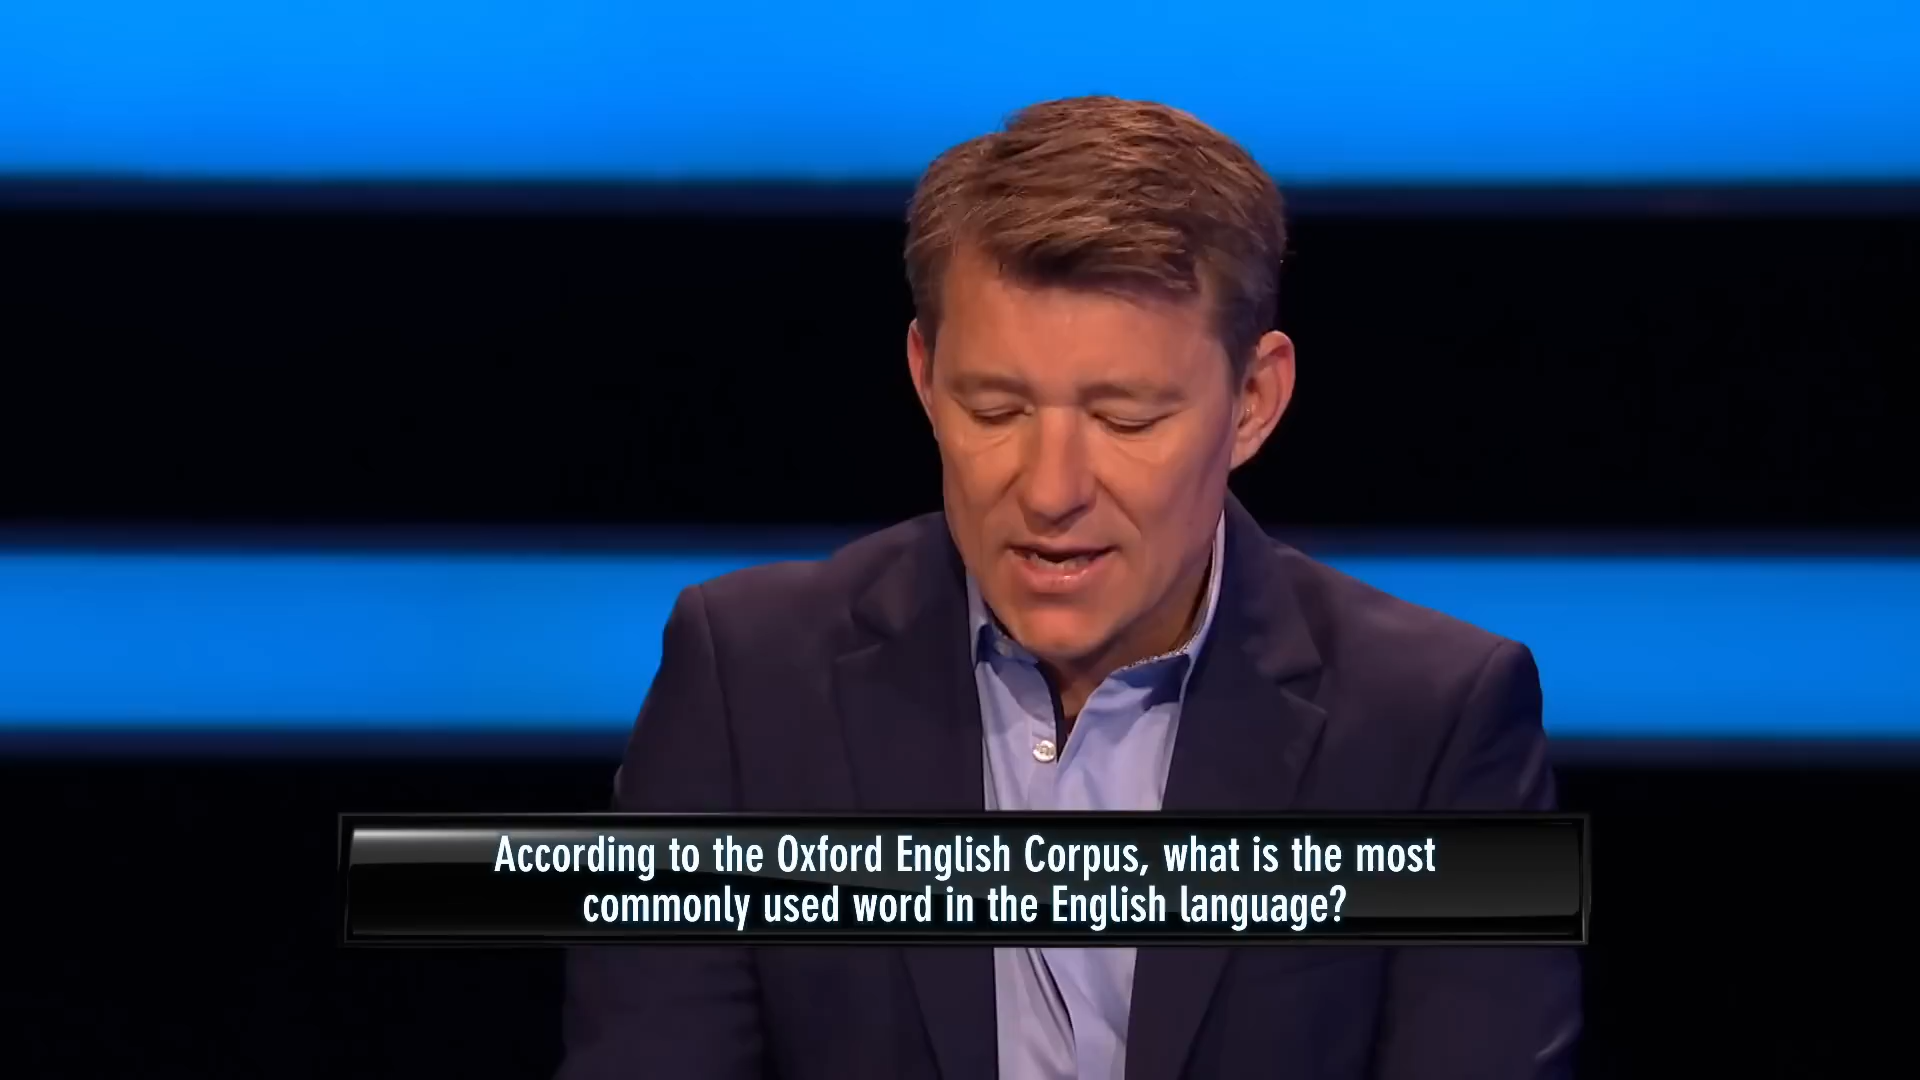 According to the Oxford English Corpus, what is the most
commonly used word in the English language?